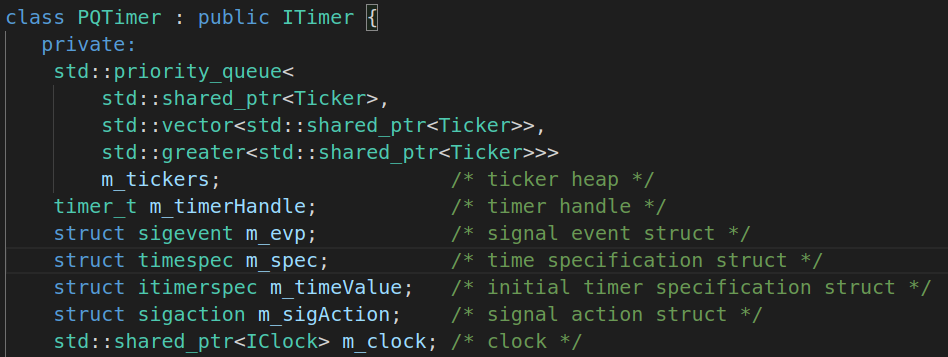 class PQTimer : public ITimer {
   private:
    std::priority_queue<
        std::shared_ptr<Ticker>,
        std::vector<std::shared_ptr<Ticker>>,
        std::greater<std::shared_ptr<Ticker>>>
        m_tickers;                   /* ticker heap */
    timer_t m_timerHandle;           /* timer handle */
    struct sigevent m_evp;           /* signal event struct */
    struct timespec m_spec;          /* time specification struct */
    struct itimerspec m_timeValue;   /* initial timer specification struct */
    struct sigaction m_sigAction;    /* signal action struct */
    std::shared_ptr<IClock> m_clock; /* clock */